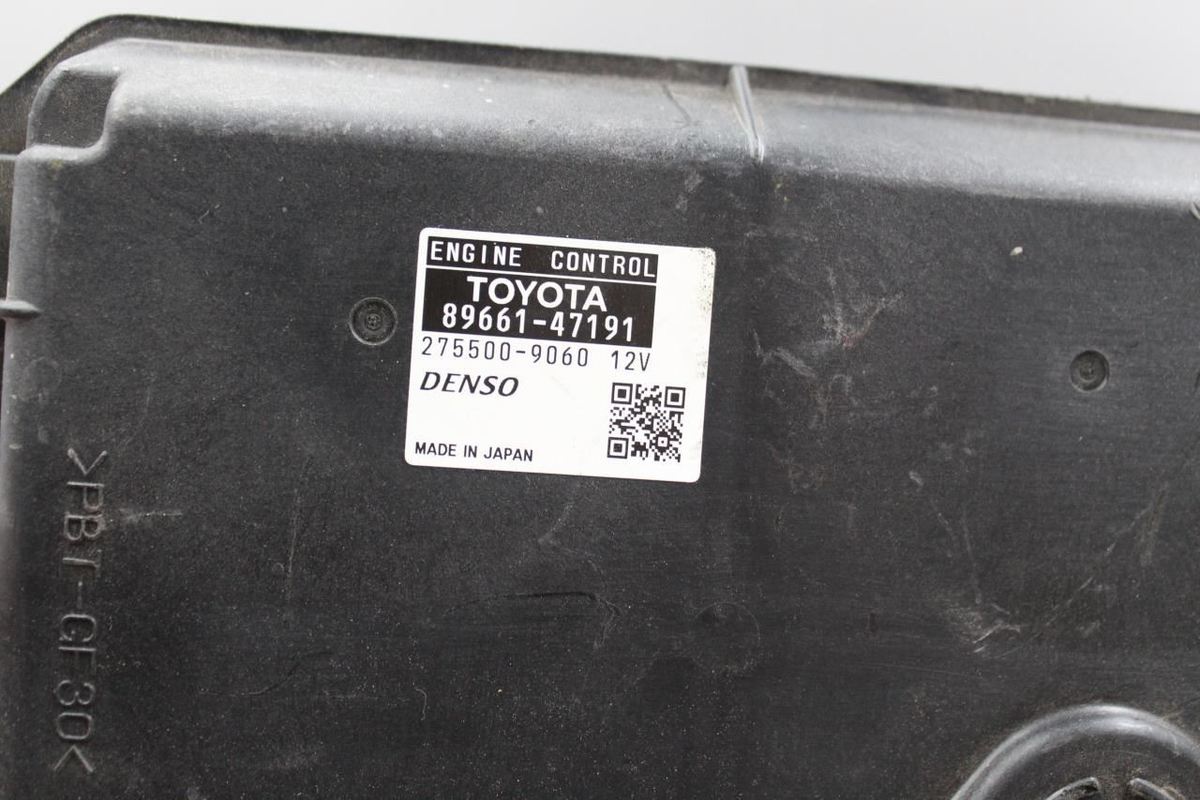 ENGINE CONTROL
TOYOTA
89661-47191
275500-9060 12V
DENSO
MADE IN JAPAN
>PBT-GF30<